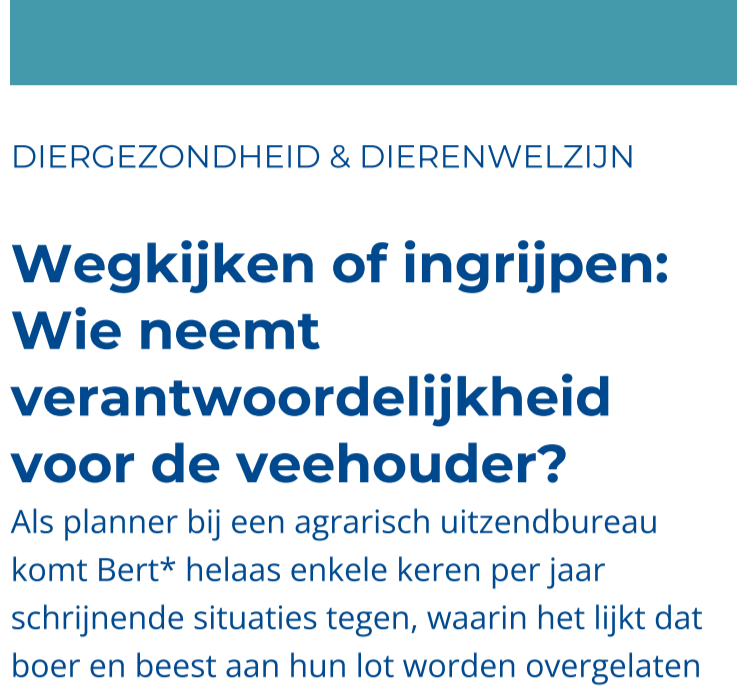 DIERGEZONDHEID & DIERENWELZIJN
Wegkijken of ingrijpen:
Wie neemt
verantwoordelijkheid
voor de veehouder?
Als planner bij een agrarisch uitzendbureau
komt Bert* helaas enkele keren per jaar
schrijnende situaties tegen, waarin het lijkt dat
boer en beest aan hun lot worden overgelaten